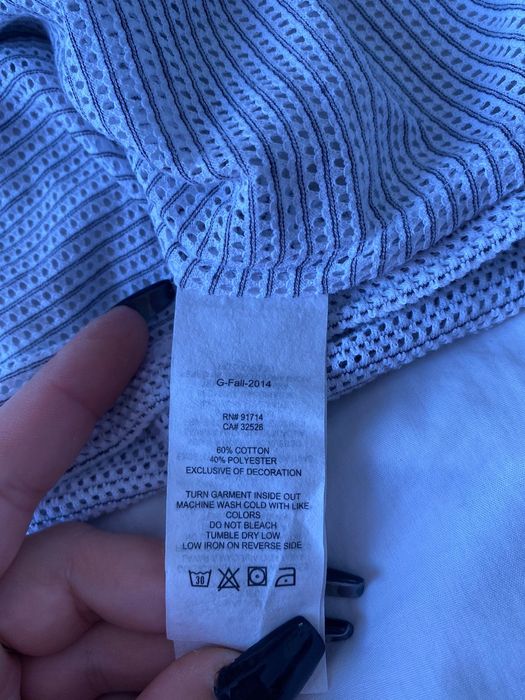 G-Fall-2014
RN# 91714
CA# 32526
60% COTTON
40% POLYESTER
EXCLUSIVE OF DECORATION
TURN GARMENT INSIDE OUT
MACHINE WASH COLD WITH LIKE
COLORS
DO NOT BLEACH
TUMBLE DRY LOW
LOW IRON ON REVERSE SIDE
30